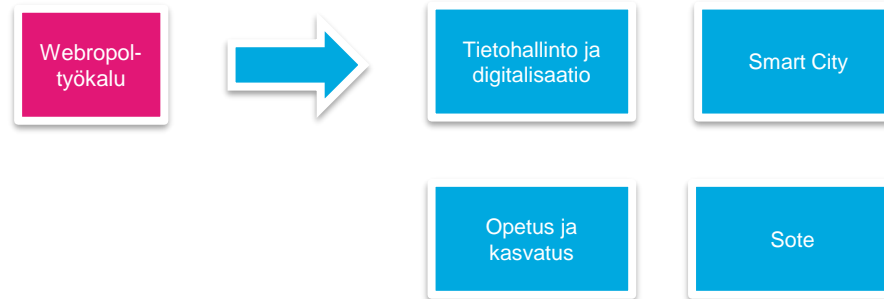 Webropol-
työkalu
Tietohallinto ja
digitalisaatio
Smart City
Opetus ja
kasvatus
Sote